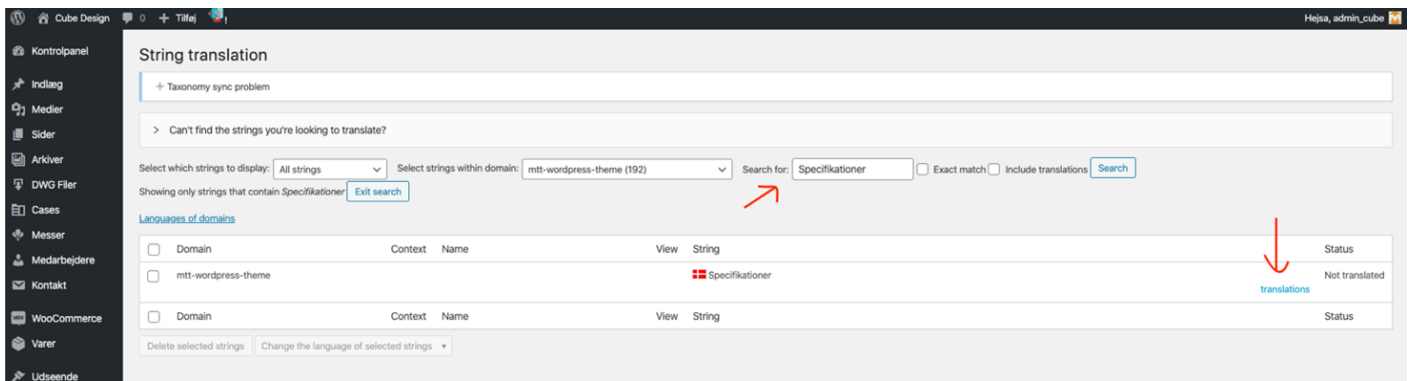 Cube Design 0 + Tilføj ! Hejsa, admin_cube
Kontrolpanel
Indlæg
Medier
Sider
Arkiver
DWG Filer
Cases
Messer
Medarbejdere
Kontakt
WooCommerce
Varer
Udseende
String translation
+ Taxonomy sync problem
> Can't find the strings you're looking to translate?
Select which strings to display: All strings Select strings within domain: mtt-wordpress-theme (192) Search for: Specifikationer Exact match Include translations Search
Showing only strings that contain Specifikationer Exit search
Languages of domains
Domain Context Name View String Status
mtt-wordpress-theme Specifikationer Not translated
translations
Domain Context Name View String Status
Delete selected strings Change the language of selected strings